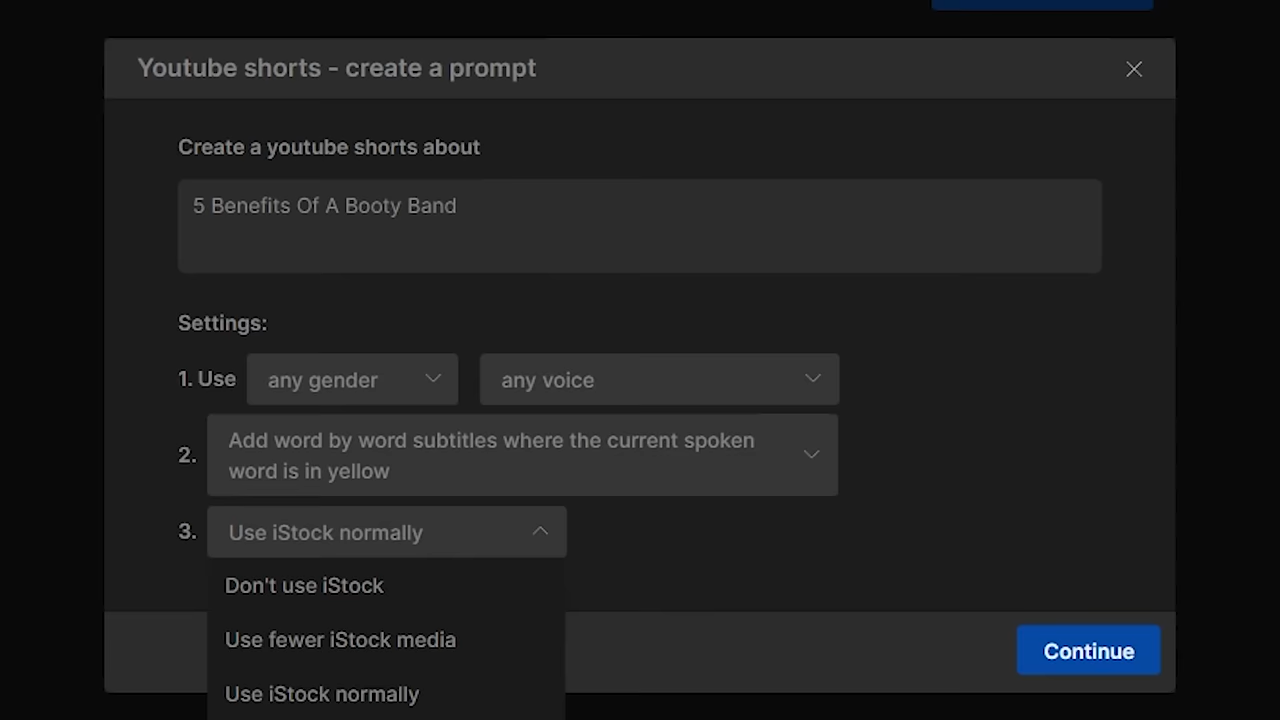 Youtube shorts - create a prompt
Create a youtube shorts about
5 Benefits Of A Booty Band
Settings:
1. Use any gender any voice
2. Add word by word subtitles where the current spoken
word is in yellow
3. Use iStock normally
Don't use iStock
Use fewer iStock media
Continue
Use iStock normally